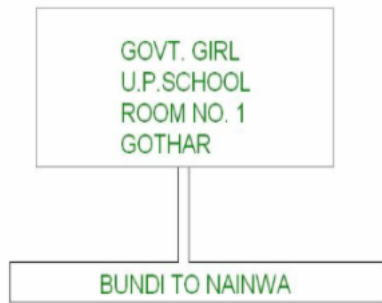 GOVT. GIRL
U.P.SCHOOL
ROOM NO. 1
GOTHAR
BUNDI TO NAINWA